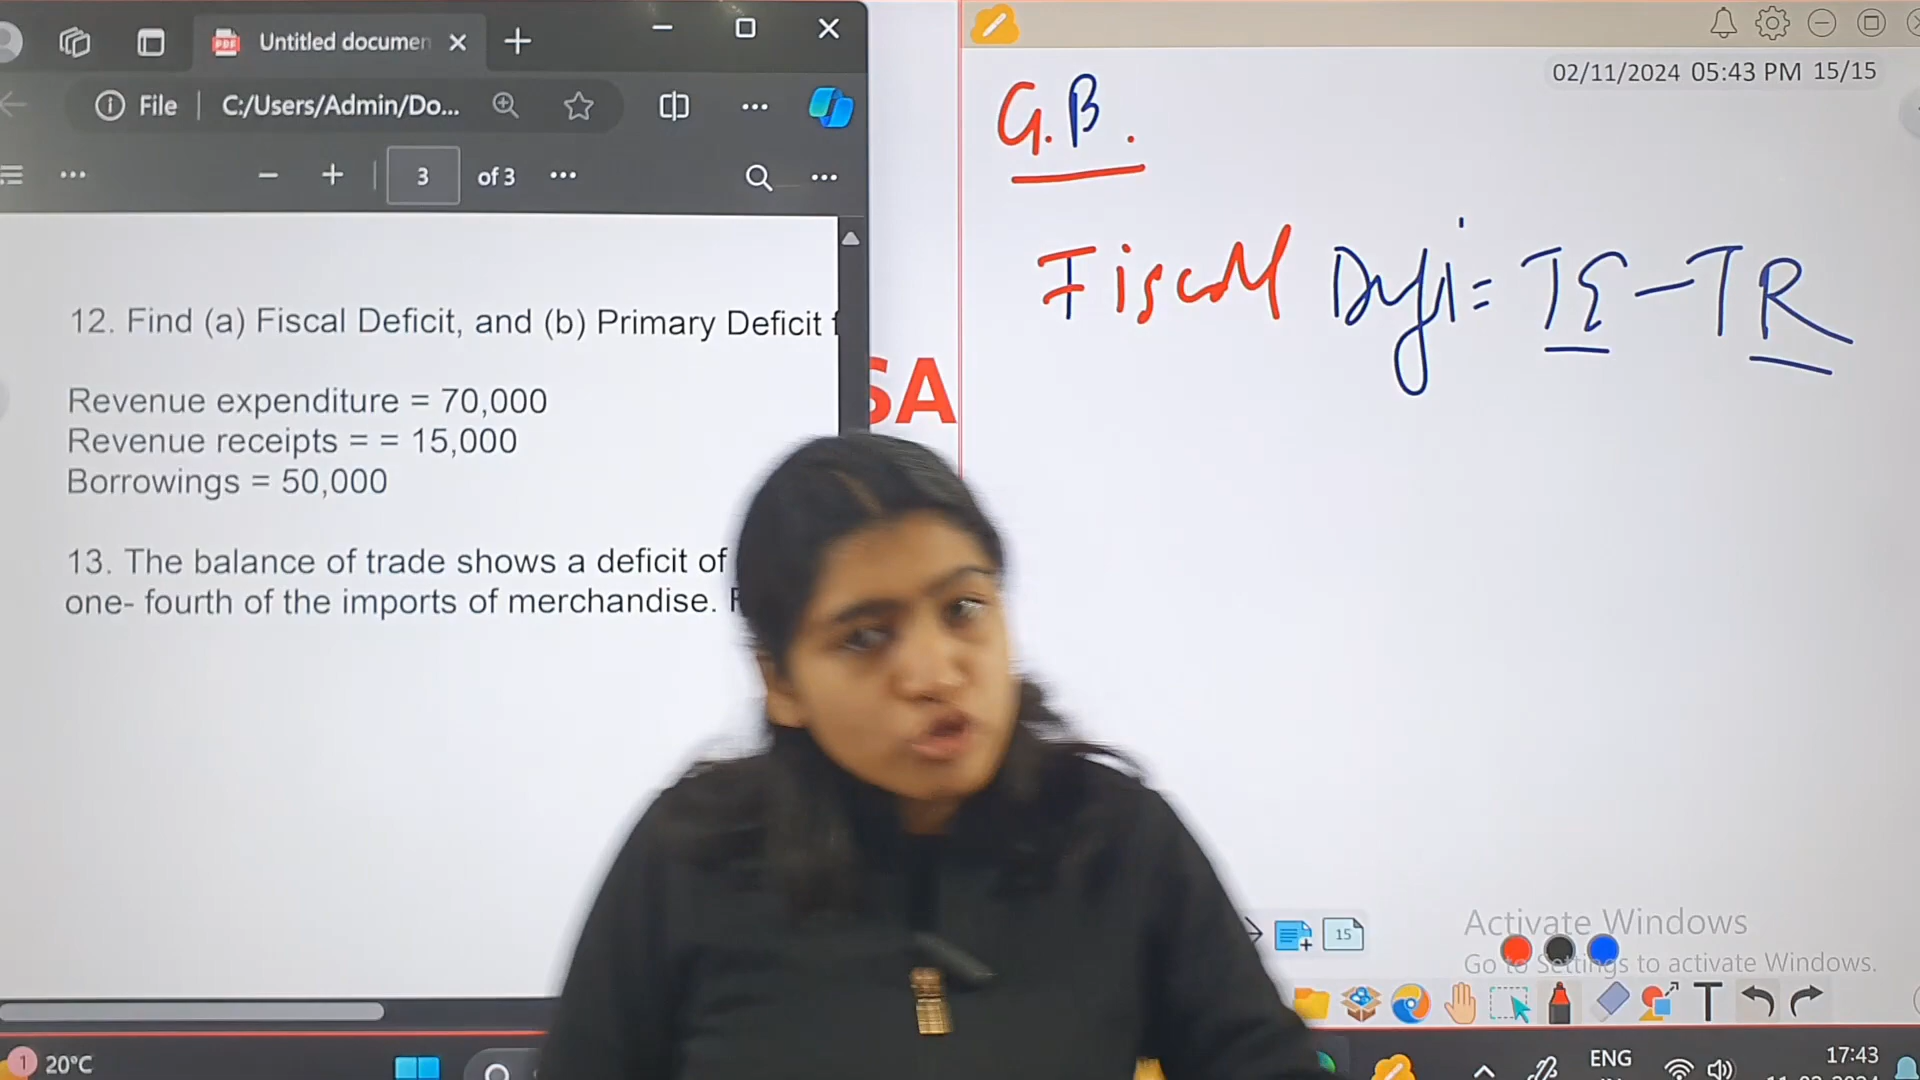 Untitled documen
File
C:/Users/Admin/Do...
3
of 3
12. Find (a) Fiscal Deficit, and (b) Primary Deficit f
Revenue expenditure = 70,000
Revenue receipts = = 15,000
Borrowings = 50,000
13. The balance of trade shows a deficit of
one- fourth of the imports of merchandise. F
SA
02/11/2024 05:43 PM 15/15
G.B.
Fiscal Defi = TE - TR
15
Activate Windows
Go to Settings to activate Windows.
T
1
20°C
ENG
17:43